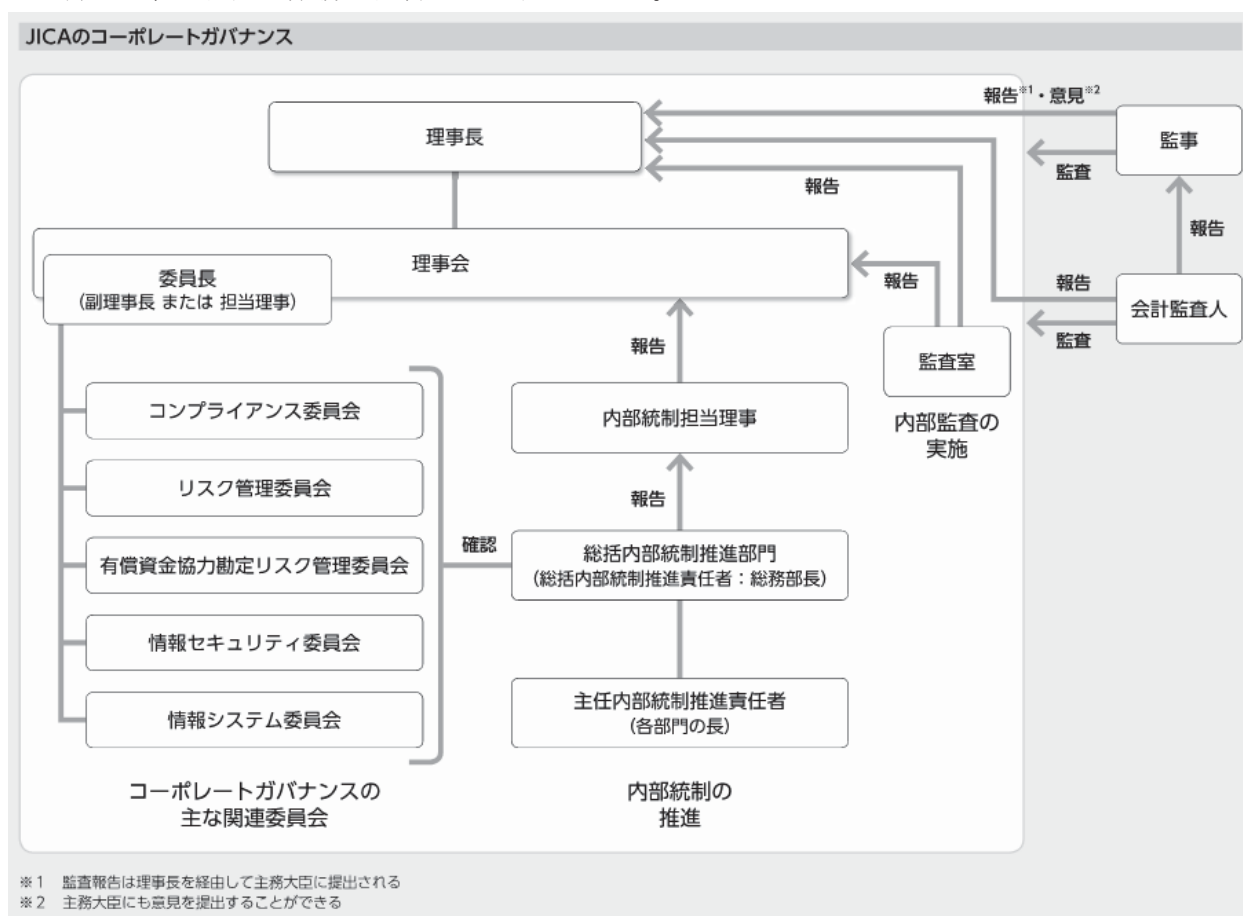 JICAのコーポレートガバナンス
報告※1・意見※2
理事長
監事
監査
報告
報告
理事会
委員長
(副理事長 または 担当理事)
報告
報告
会計監査人
監査
報告
監査室
コンプライアンス委員会
内部統制担当理事
内部監査の
実施
リスク管理委員会
報告
確認
有償資金協力勘定リスク管理委員会
総括内部統制推進部門
(総括内部統制推進責任者：総務部長)
情報セキュリティ委員会
情報システム委員会
主任内部統制推進責任者
(各部門の長)
コーポレートガバナンスの
主な関連委員会
内部統制の
推進
※1 監査報告は理事長を経由して主務大臣に提出される
※2 主務大臣にも意見を提出することができる